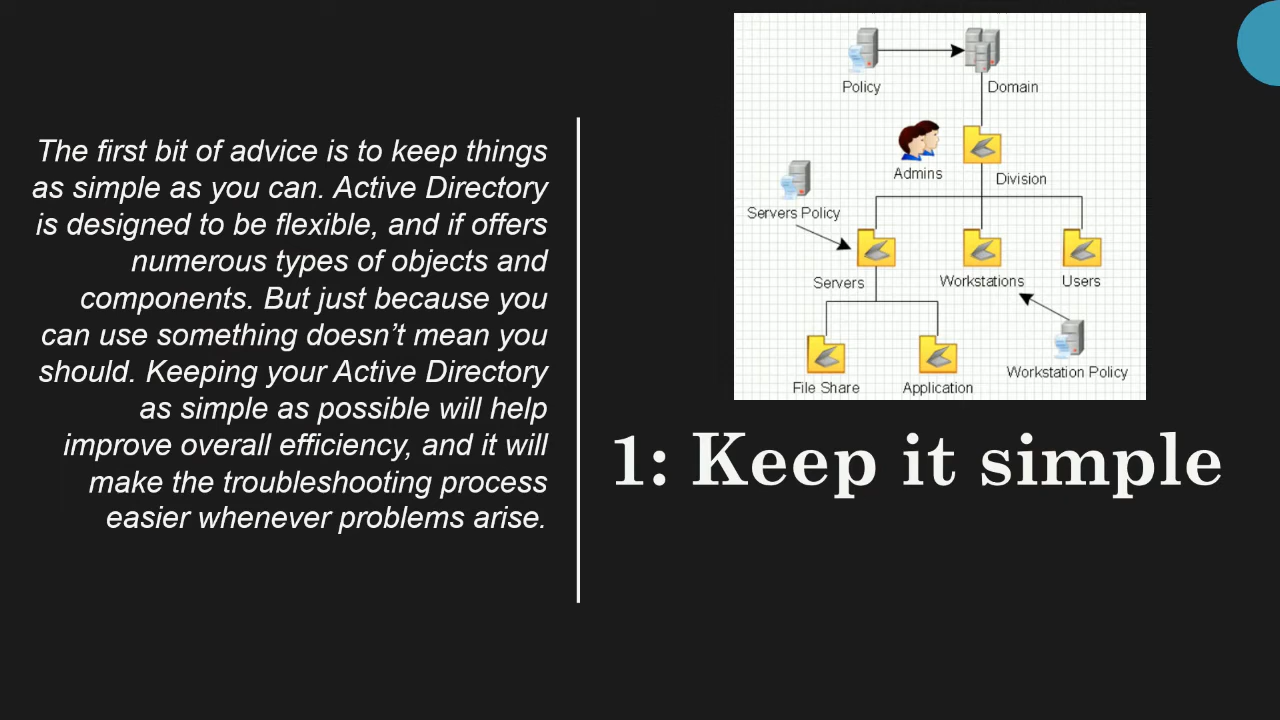 The first bit of advice is to keep things
as simple as you can. Active Directory
is designed to be flexible, and if offers
numerous types of objects and
components. But just because you
can use something doesn’t mean you
should. Keeping your Active Directory
as simple as possible will help
improve overall efficiency, and it will
make the troubleshooting process
easier whenever problems arise.
Policy
Domain
Admins
Division
Servers Policy
Servers
Workstations
Users
Workstation Policy
File Share
Application
1: Keep it simple